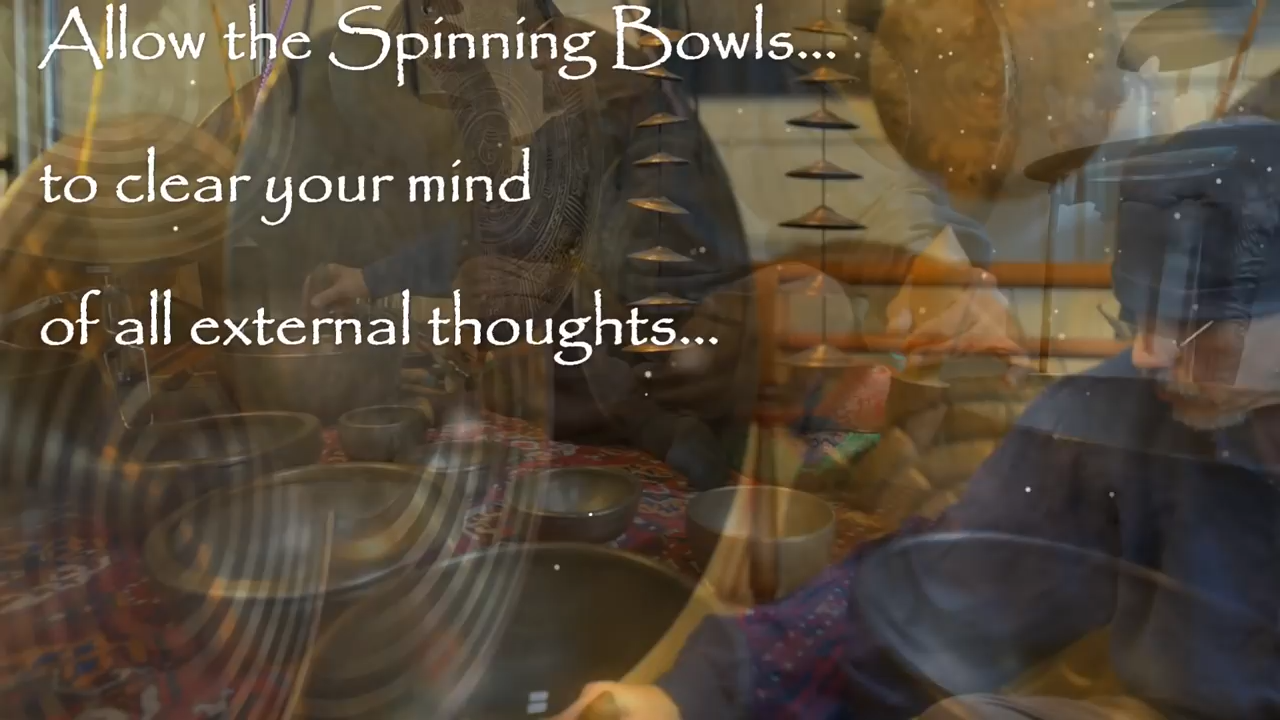 Allow the Spinning Bowls...
to clear your mind
of all external thoughts...